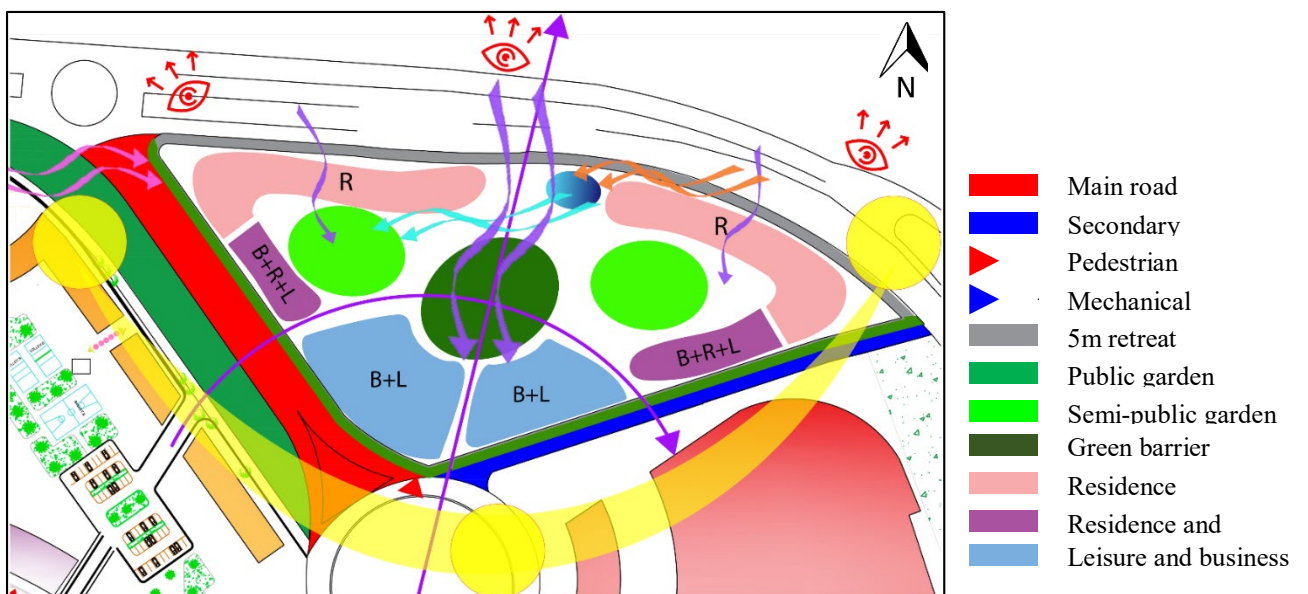 N
R
R
B+R+L
B+R+L
B+L
B+L
Main road
Secondary
Pedestrian
Mechanical
5m retreat
Public garden
Semi-public garden
Green barrier
Residence
Residence and
Leisure and business